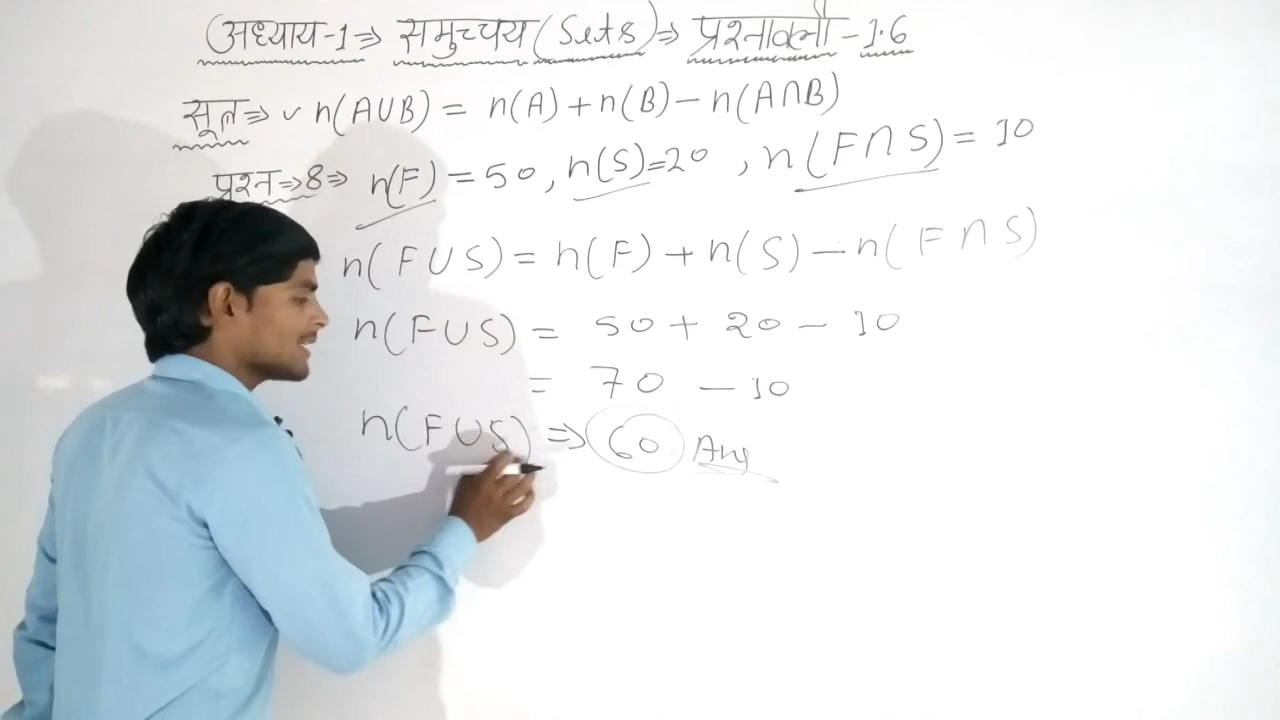 (अध्याय-1⇒ समुच्चय (Sets)⇒ प्रश्नावली-1.6
सूत्र⇒ ✓ n(A∪B) = n(A)+n(B)-n(A∩B)
प्रश्न⇒8⇒ n(F) = 50, n(S)=20, n(F∩S) = 10
n(F∪S) = n(F)+n(S)-n(F∩S)
n(F∪S) = 50+20-10
= 70-10
n(F∪S) ⇒ 60 Ans